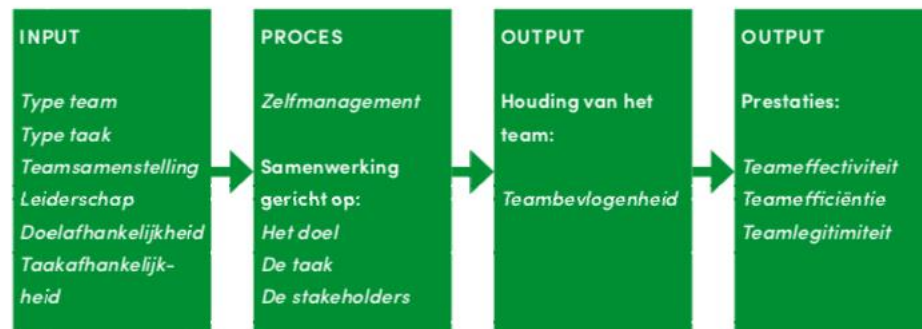 INPUT
Type team
Type taak
Teamsamenstelling
Leiderschap
Doelafhankelijkheid
Taakafhankelijk-
heid
PROCES
Zelfmanagement
Samenwerking
gericht op:
Het doel
De taak
De stakeholders
OUTPUT
Houding van het
team:
Teambevlogenheid
OUTPUT
Prestaties:
Teameffectiviteit
Teamefficiëntie
Teamlegitimiteit